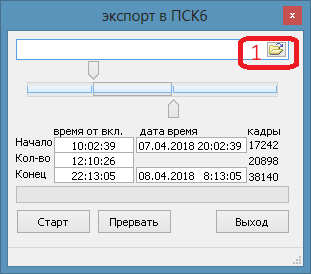 экспорт в ПСК6
x
1
время от вкл. дата время кадры
Начало 10:02:39 07.04.2018 20:02:39 17242
Кол-во 12:10:26 20898
Конец 22:13:05 08.04.2018 8:13:05 38140
Старт Прервать Выход